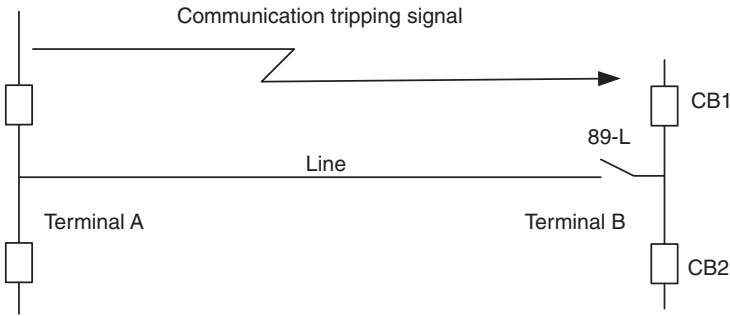 Communication tripping signal
CB1
89-L
Line
Terminal A
Terminal B
CB2